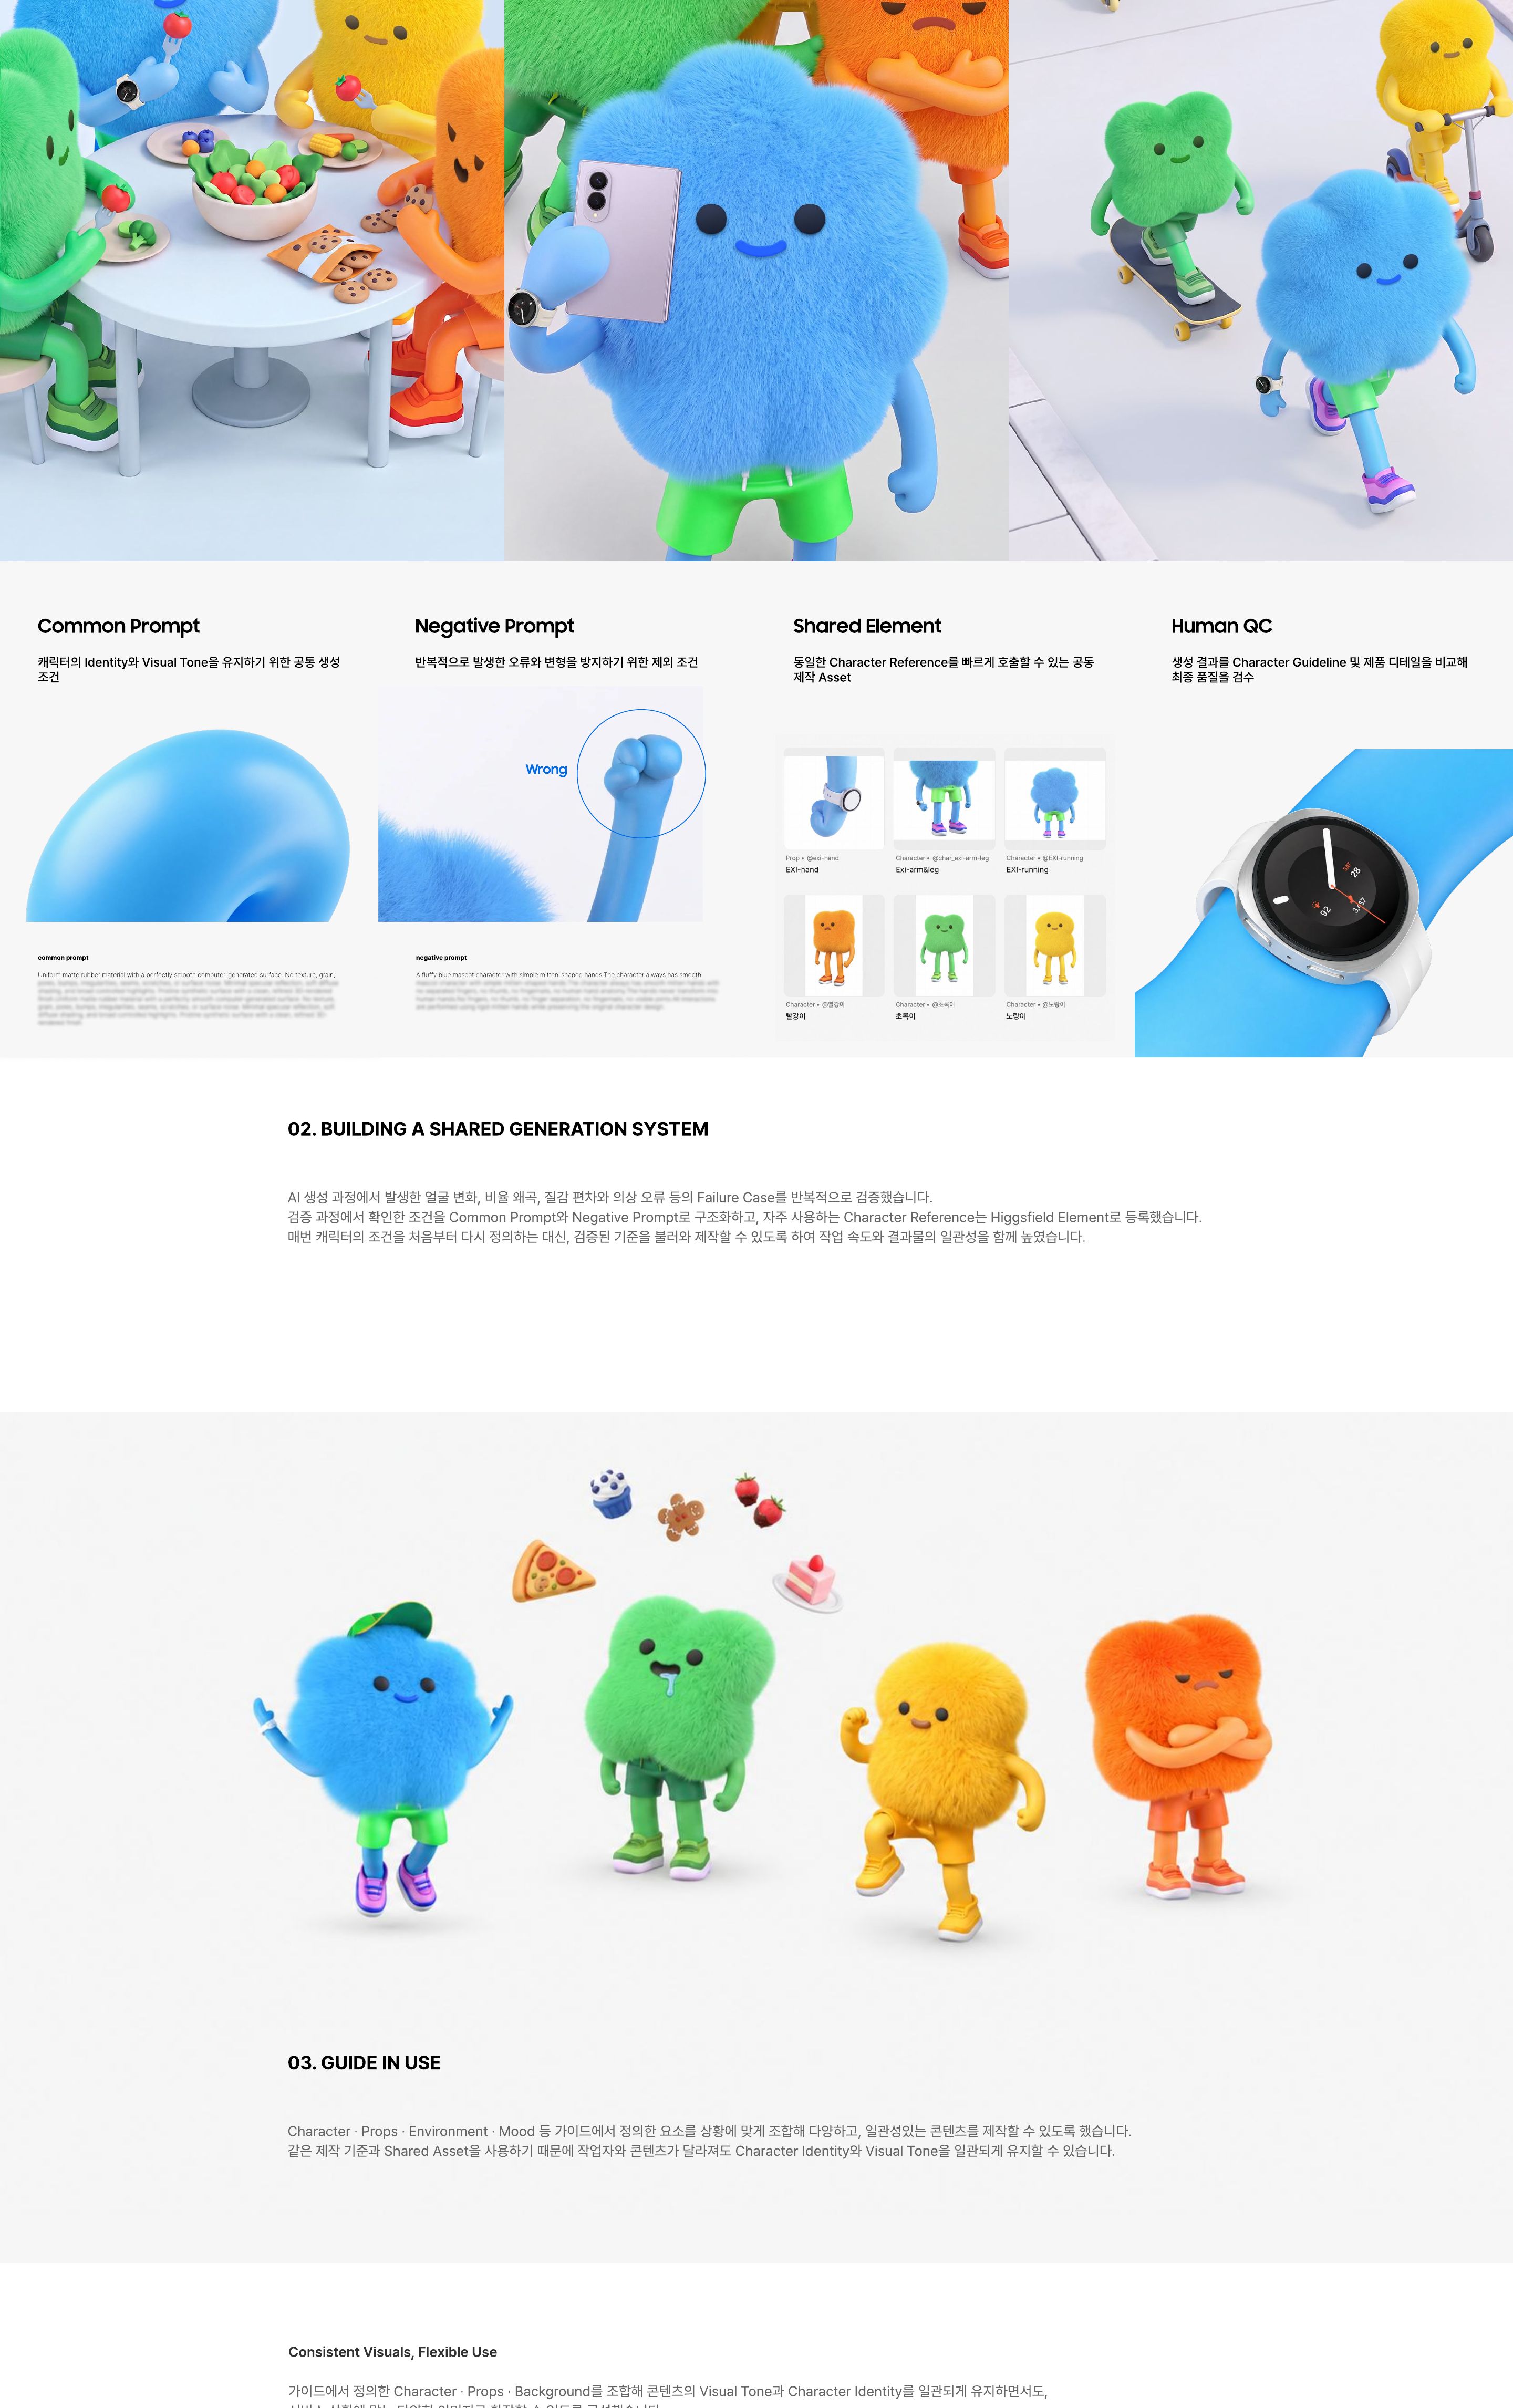 Common Prompt
캐릭터의 Identity와 Visual Tone을 유지하기 위한 공통 생성
조건
common prompt
Uniform matte rubber material with a perfectly smooth computer-generated surface. No texture, grain,
Negative Prompt
반복적으로 발생한 오류와 변형을 방지하기 위한 제외 조건
Wrong
negative prompt
A fluffy blue mascot character with simple mitten-shaped hands.The character always has smooth
Shared Element
동일한 Character Reference를 빠르게 호출할 수 있는 공동
제작 Asset
Prop • @exi-hand
EXI-hand
Character • @char_exi-arm-leg
Exi-arm&leg
Character • @EXI-running
EXI-running
Character • @빨강이
빨강이
Character • @초록이
초록이
Character • @노랑이
노랑이
Human QC
생성 결과를 Character Guideline 및 제품 디테일을 비교해
최종 품질을 검수
SAT
28
92
02. BUILDING A SHARED GENERATION SYSTEM
AI 생성 과정에서 발생한 얼굴 변화, 비율 왜곡, 질감 편차와 의상 오류 등의 Failure Case를 반복적으로 검증했습니다.
검증 과정에서 확인한 조건을 Common Prompt와 Negative Prompt로 구조화하고, 자주 사용하는 Character Reference는 Higgsfield Element로 등록했습니다.
매번 캐릭터의 조건을 처음부터 다시 정의하는 대신, 검증된 기준을 불러와 제작할 수 있도록 하여 작업 속도와 결과물의 일관성을 함께 높였습니다.
03. GUIDE IN USE
Character · Props · Environment · Mood 등 가이드에서 정의한 요소를 상황에 맞게 조합해 다양하고, 일관성있는 콘텐츠를 제작할 수 있도록 했습니다.
같은 제작 기준과 Shared Asset을 사용하기 때문에 작업자와 콘텐츠가 달라져도 Character Identity와 Visual Tone을 일관되게 유지할 수 있습니다.
Consistent Visuals, Flexible Use
가이드에서 정의한 Character · Props · Background를 조합해 콘텐츠의 Visual Tone과 Character Identity를 일관되게 유지하면서도,